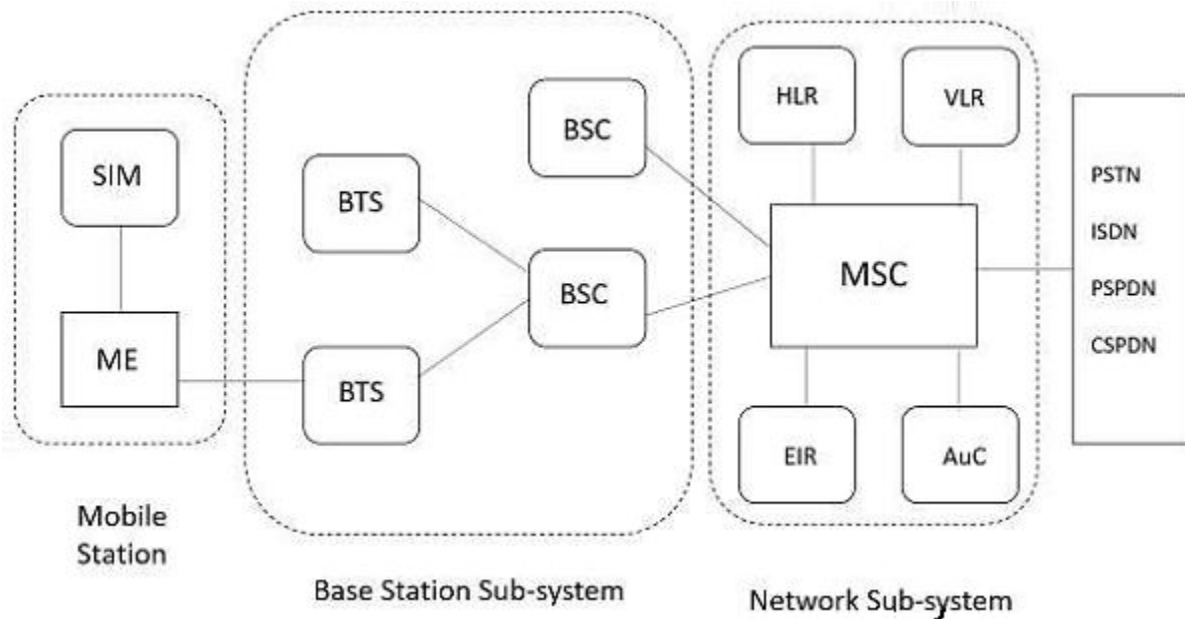 SIM
ME
Mobile
Station
BTS
BTS
BSC
BSC
Base Station Sub-system
HLR
VLR
MSC
EIR
AuC
Network Sub-system
PSTN
ISDN
PSPDN
CSPDN